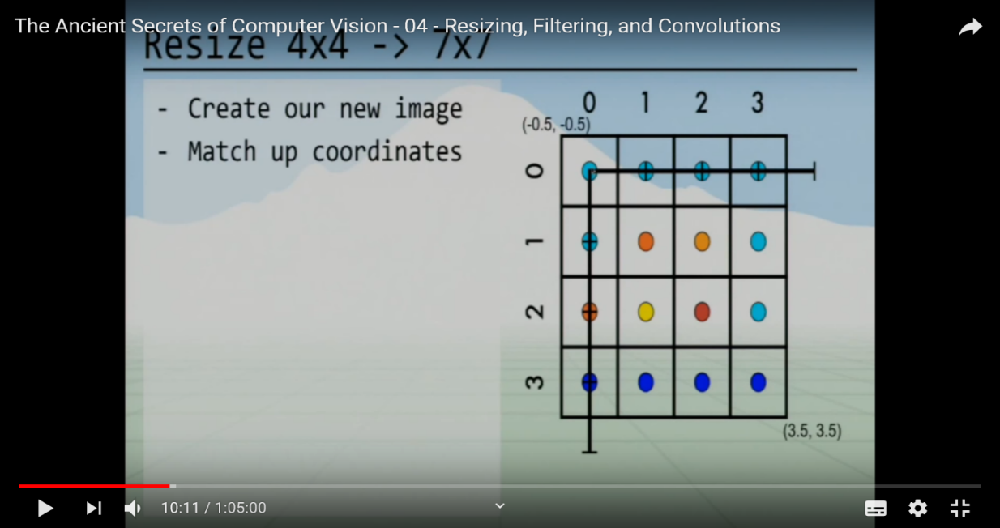 The Ancient Secrets of Computer Vision - 04 - Resizing, Filtering, and Convolutions
Resize 4x4 -> 7x7
- Create our new image
- Match up coordinates
0 1 2 3
(-0.5, -0.5)
0
1
2
3
(3.5, 3.5)
10:11 / 1:05:00